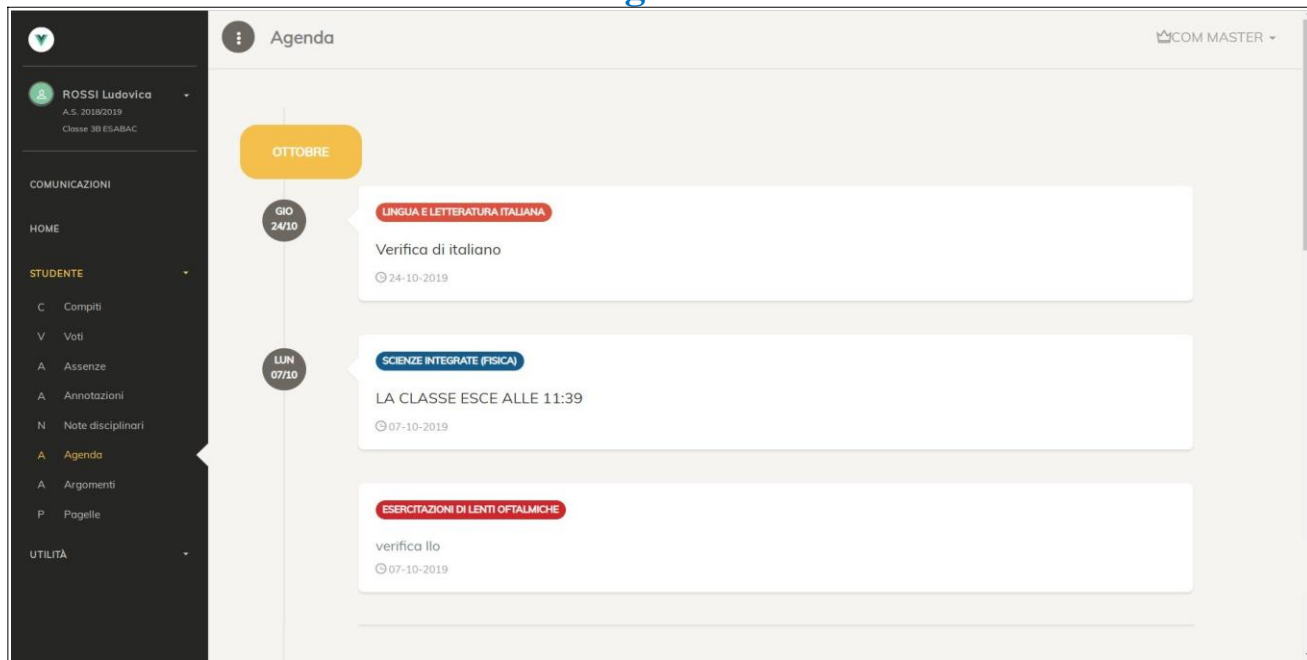 Agenda
COM MASTER
ROSSI Ludovica
A.S. 2018/2019
Classe 3B ESABAC
COMUNICAZIONI
HOME
STUDENTE
C Compiti
V Voti
A Assenze
A Annotazioni
N Note disciplinari
A Agenda
A Argomenti
P Pagelle
UTILITÀ
OTTOBRE
GIO
24/10
LINGUA E LETTERATURA ITALIANA
Verifica di italiano
24-10-2019
LUN
07/10
SCIENZE INTEGRATE (FISICA)
LA CLASSE ESCE ALLE 11:39
07-10-2019
ESERCITAZIONI DI LENTI OFTALMICHE
verifica llo
07-10-2019